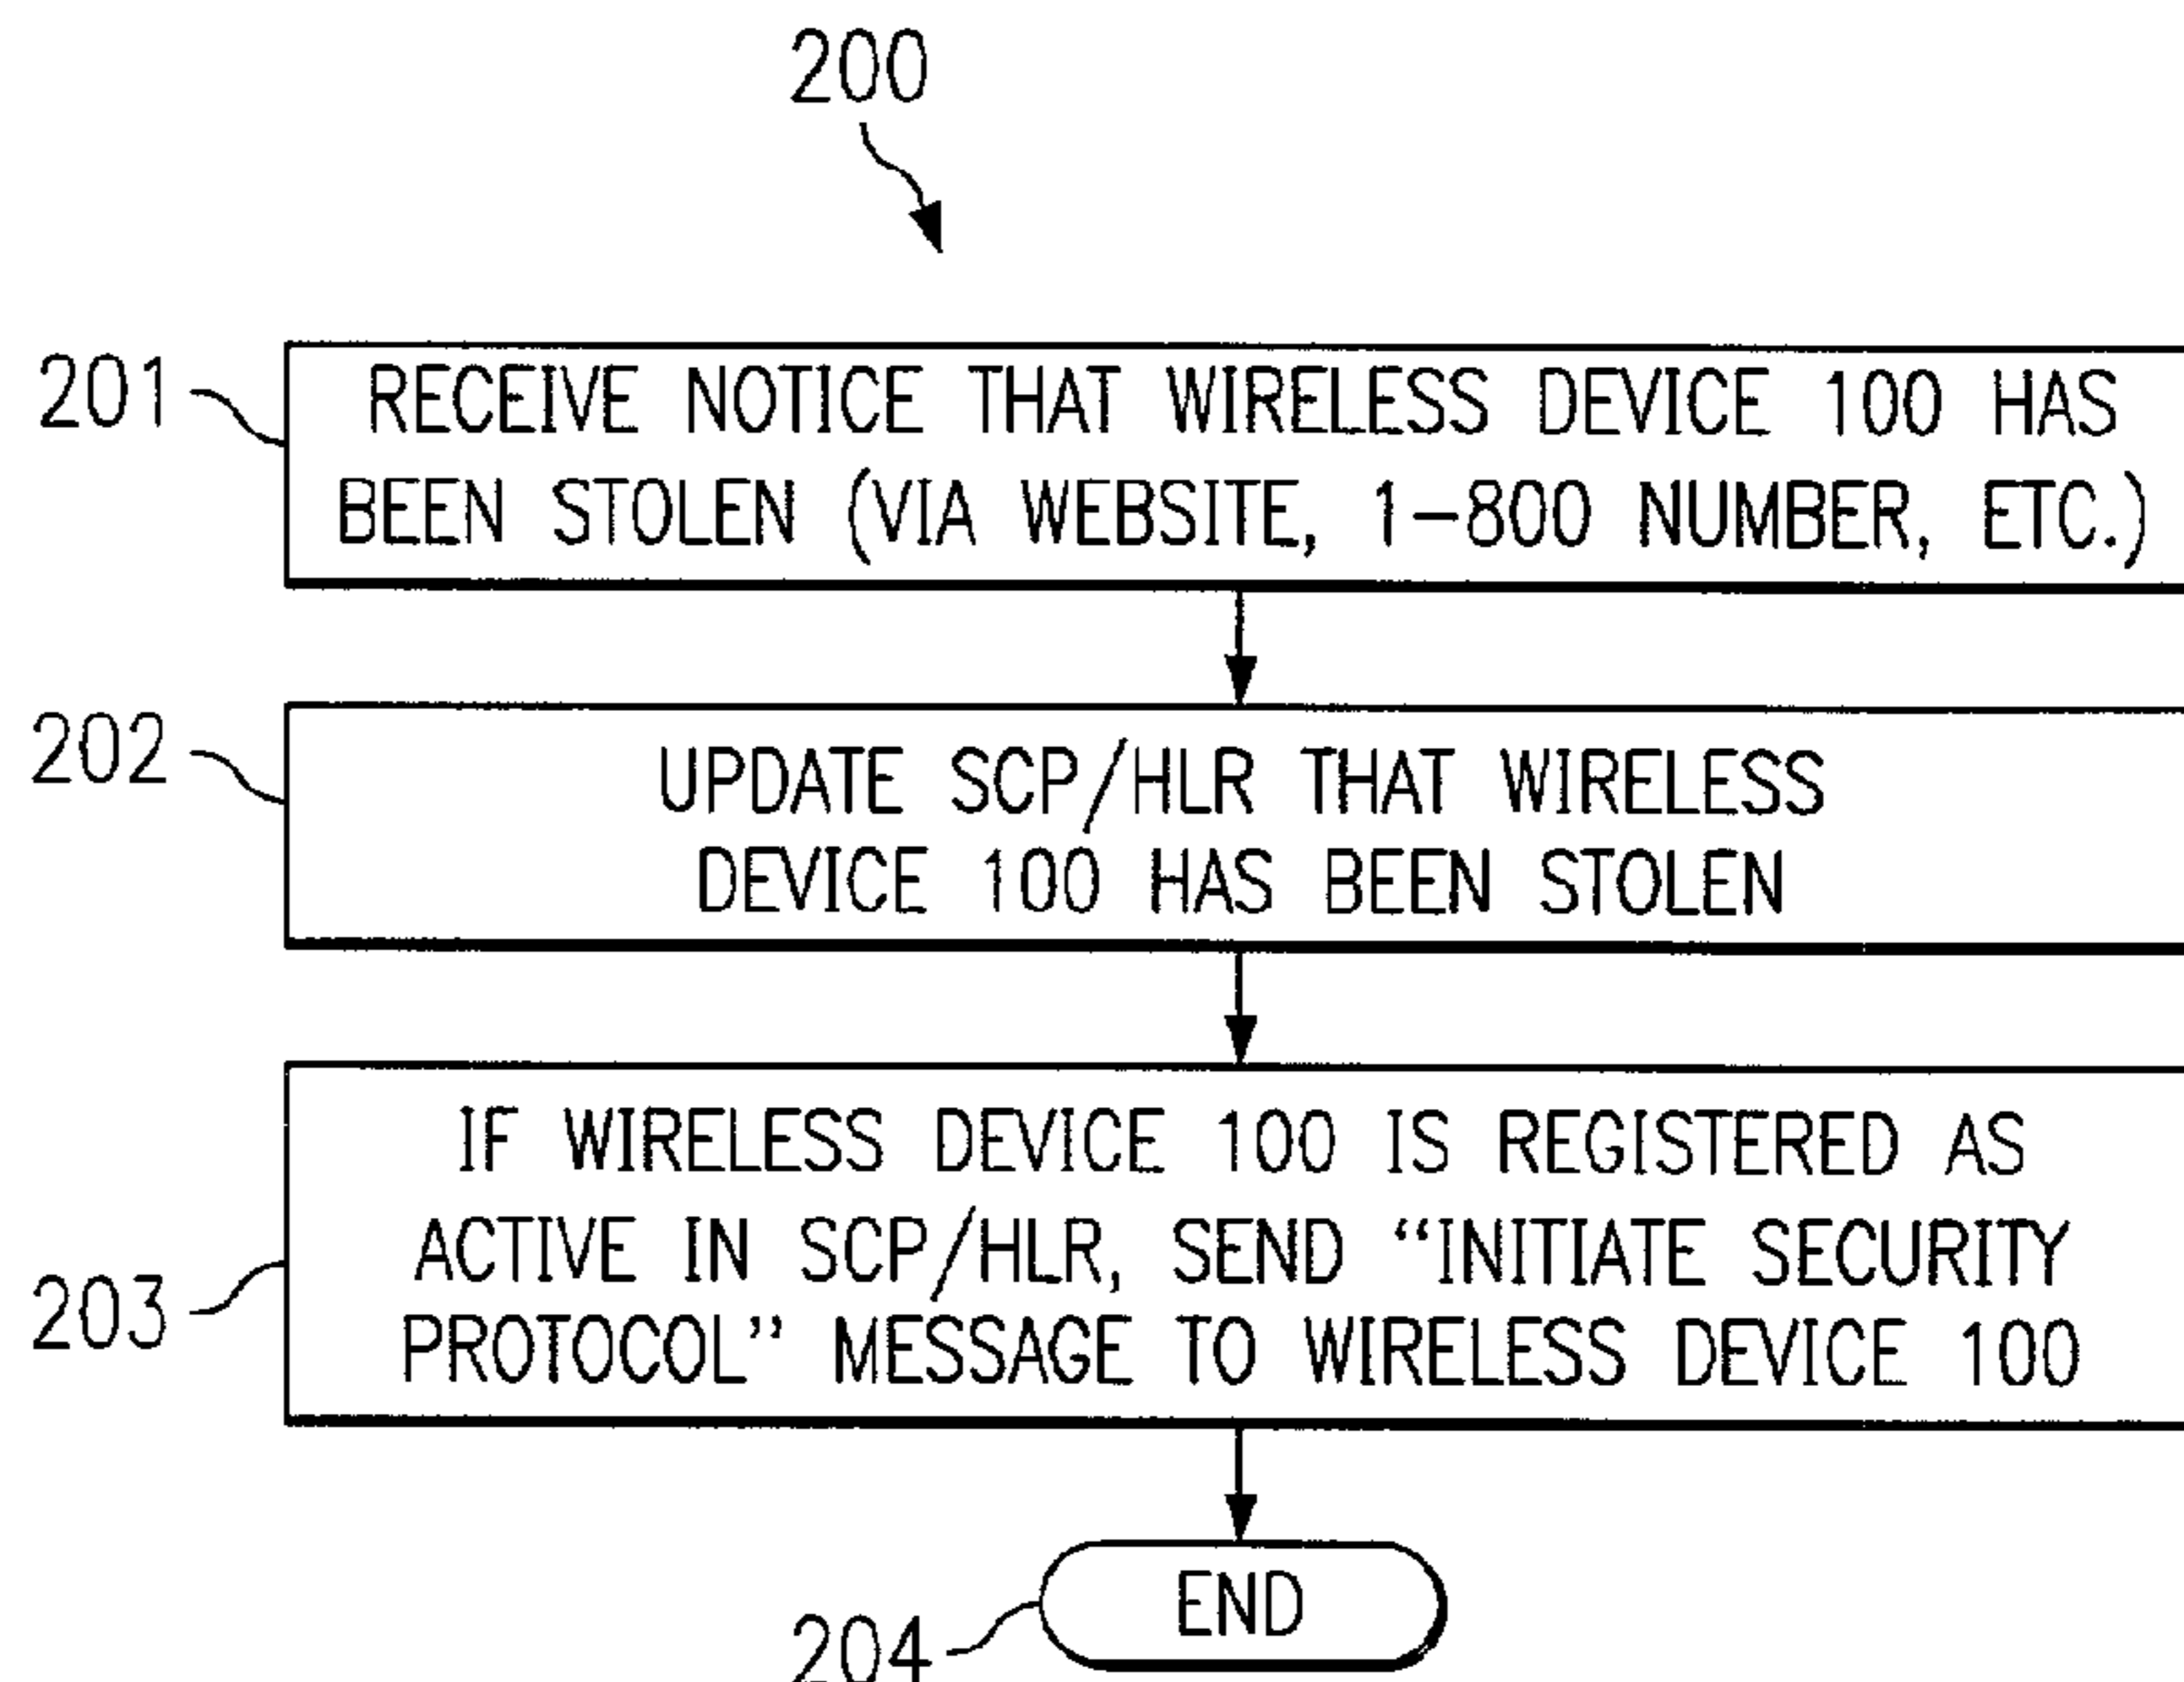 200
201
RECEIVE NOTICE THAT WIRELESS DEVICE 100 HAS
BEEN STOLEN (VIA WEBSITE, 1-800 NUMBER, ETC.)
202
UPDATE SCP/HLR THAT WIRELESS
DEVICE 100 HAS BEEN STOLEN
203
IF WIRELESS DEVICE 100 IS REGISTERED AS
ACTIVE IN SCP/HLR, SEND “INITIATE SECURITY
PROTOCOL” MESSAGE TO WIRELESS DEVICE 100
END
204